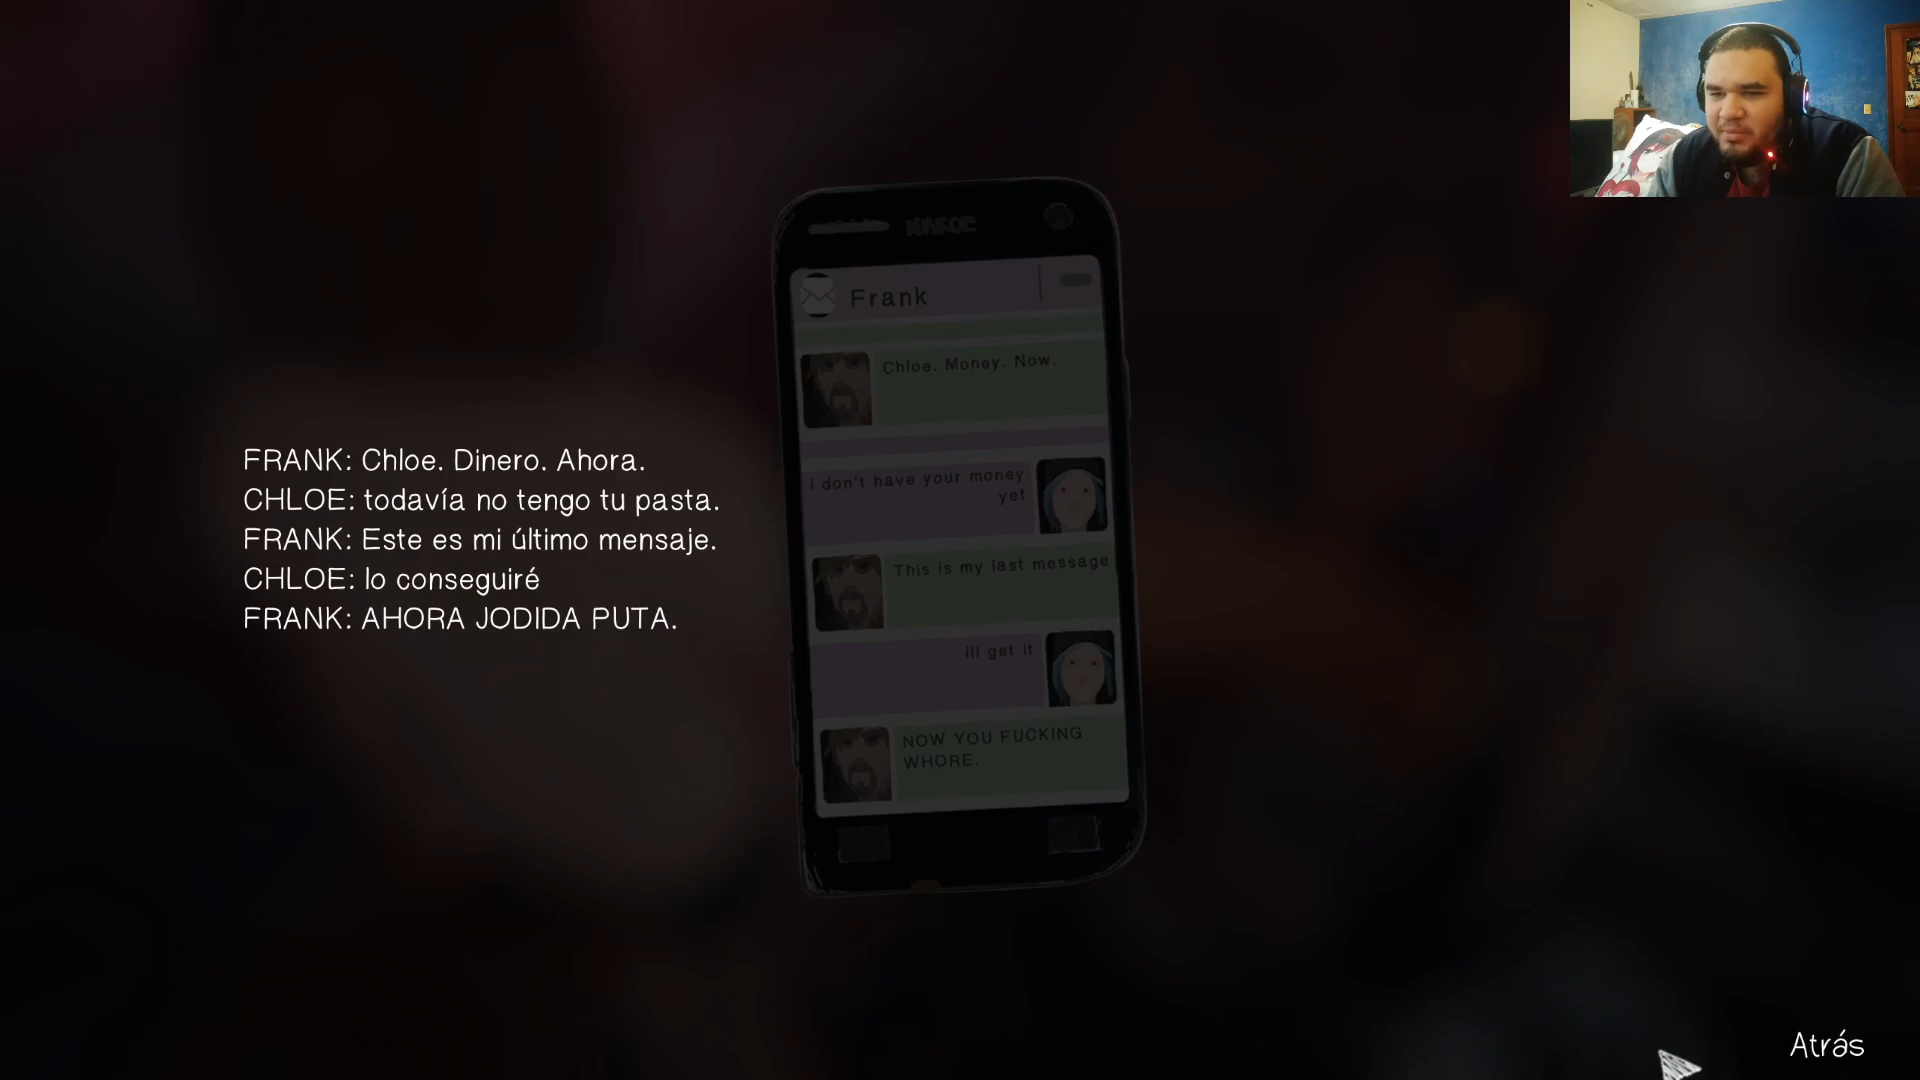 FRANK: Chloe. Dinero. Ahora.
CHLOE: todavía no tengo tu pasta.
FRANK: Este es mi último mensaje.
CHLOE: lo conseguiré
FRANK: AHORA JODIDA PUTA.
Frank
Chloe. Money. Now.
i don't have your money
yet
This is my last message
ill get it
NOW YOU FUCKING
WHORE.
Atrás